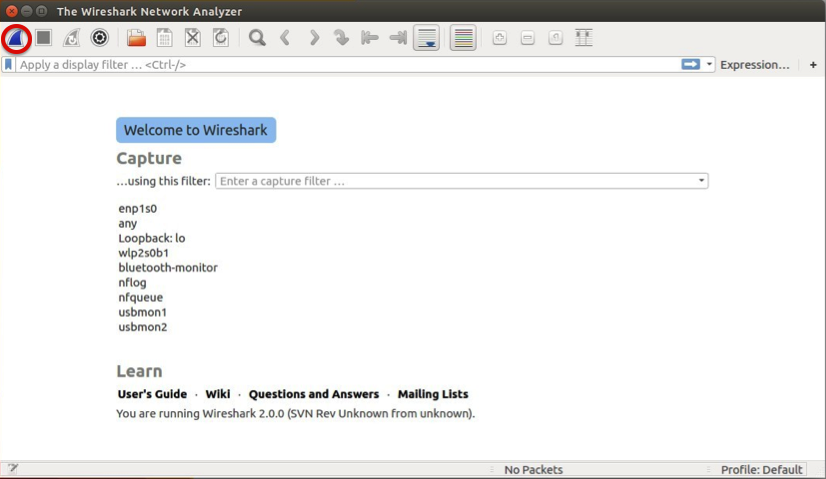 The Wireshark Network Analyzer
Apply a display filter … <Ctrl-/>
Expression…
+
Welcome to Wireshark
Capture
…using this filter: Enter a capture filter …
enp1s0
any
Loopback: lo
wlp2s0b1
bluetooth-monitor
nflog
nfqueue
usbmon1
usbmon2
Learn
User's Guide · Wiki · Questions and Answers · Mailing Lists
You are running Wireshark 2.0.0 (SVN Rev Unknown from unknown).
No Packets
Profile: Default